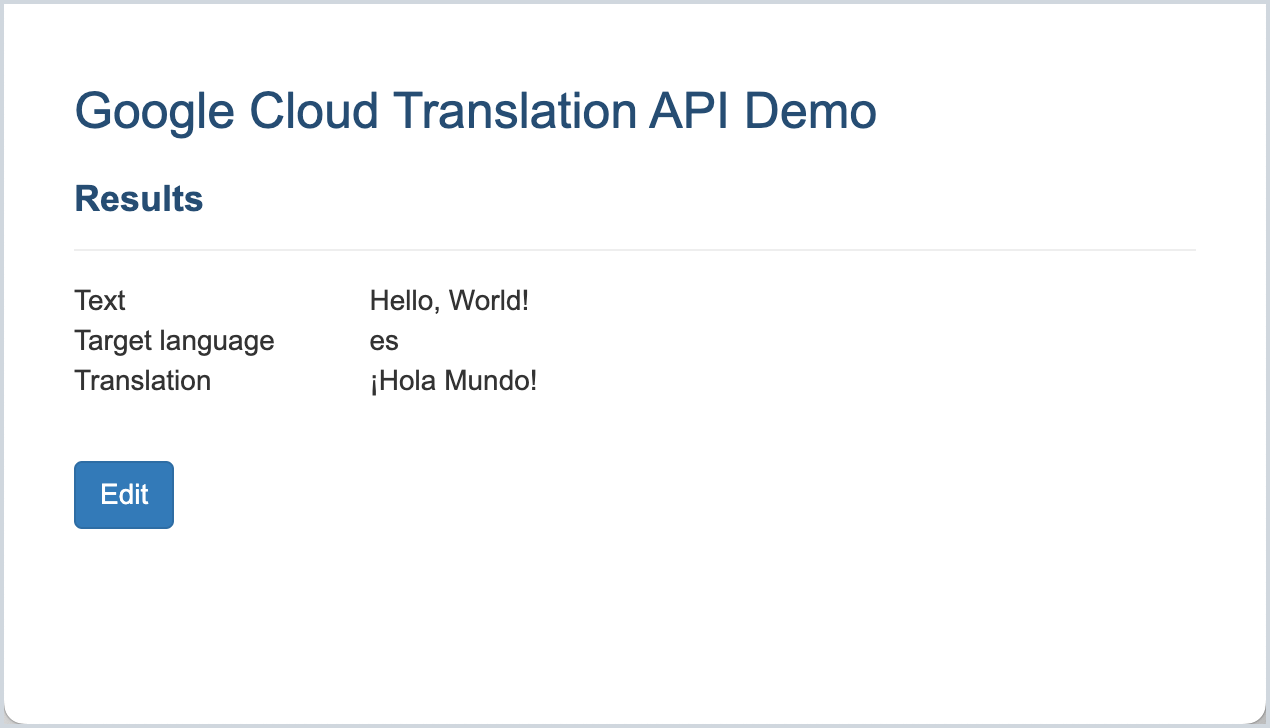 Google Cloud Translation API Demo
Results
Text Hello, World!
Target language es
Translation ¡Hola Mundo!
Edit